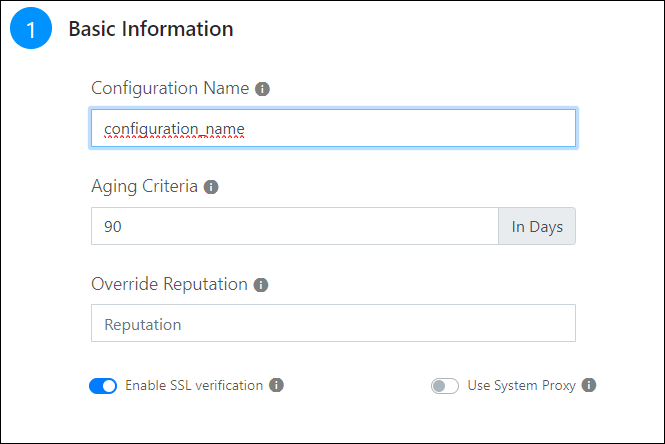 1 Basic Information
Configuration Name
configuration_name
Aging Criteria
90 In Days
Override Reputation
Reputation
Enable SSL verification Use System Proxy